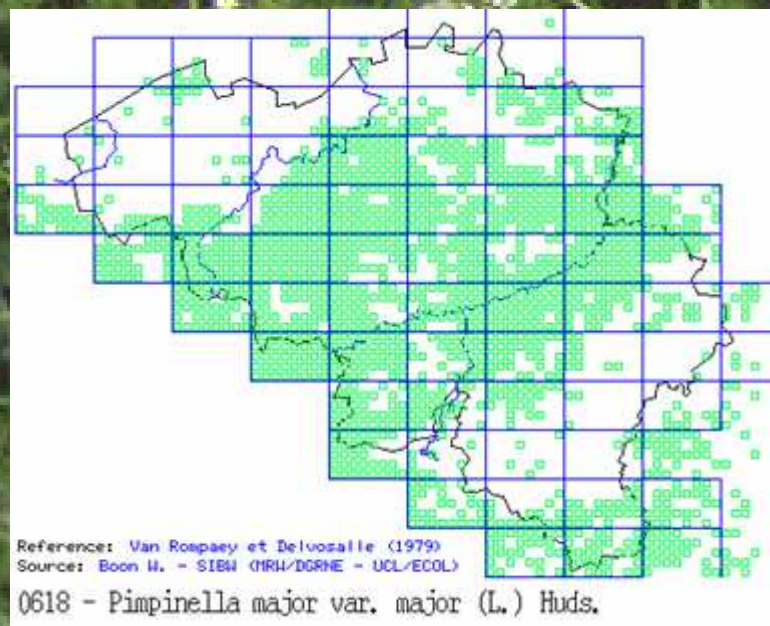 Reference: Van Rompaey et Delvosalle (1979)
Source: Boon W. - SIBW (MRW/DGRNE - UCL/ECOL)
0618 - Pimpinella major var. major (L.) Huds.